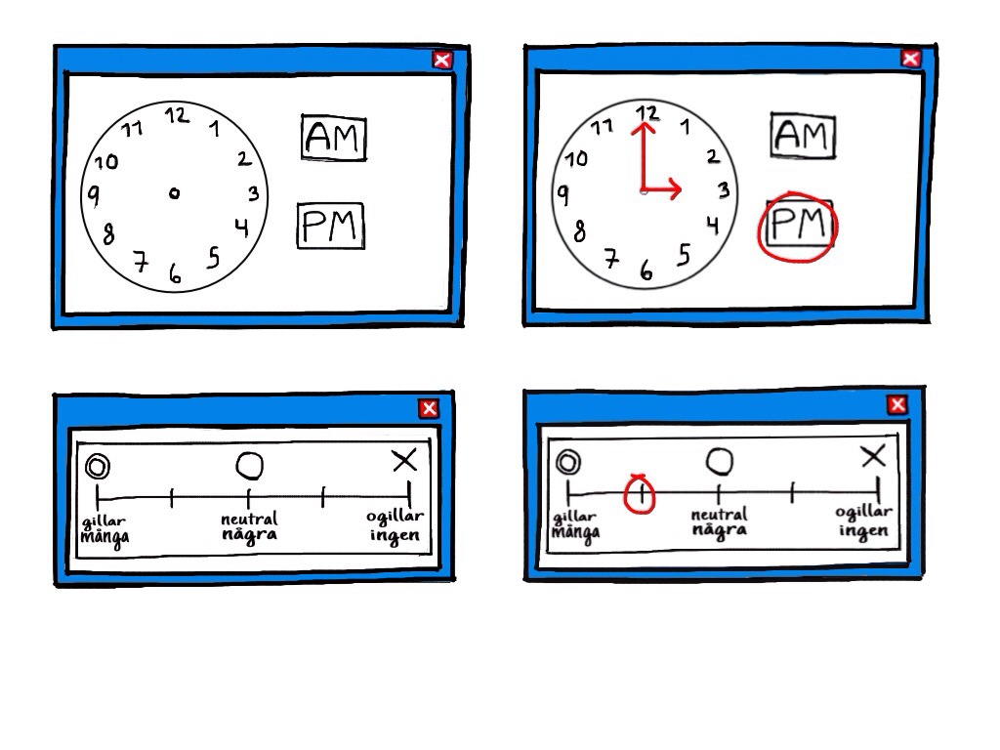 12
11
1
10
2
9
3
8
4
7
5
6
AM
PM
12
11
1
10
2
9
3
8
4
7
5
6
AM
PM
gillar
många
neutral
några
ogillar
ingen
gillar
många
neutral
några
ogillar
ingen